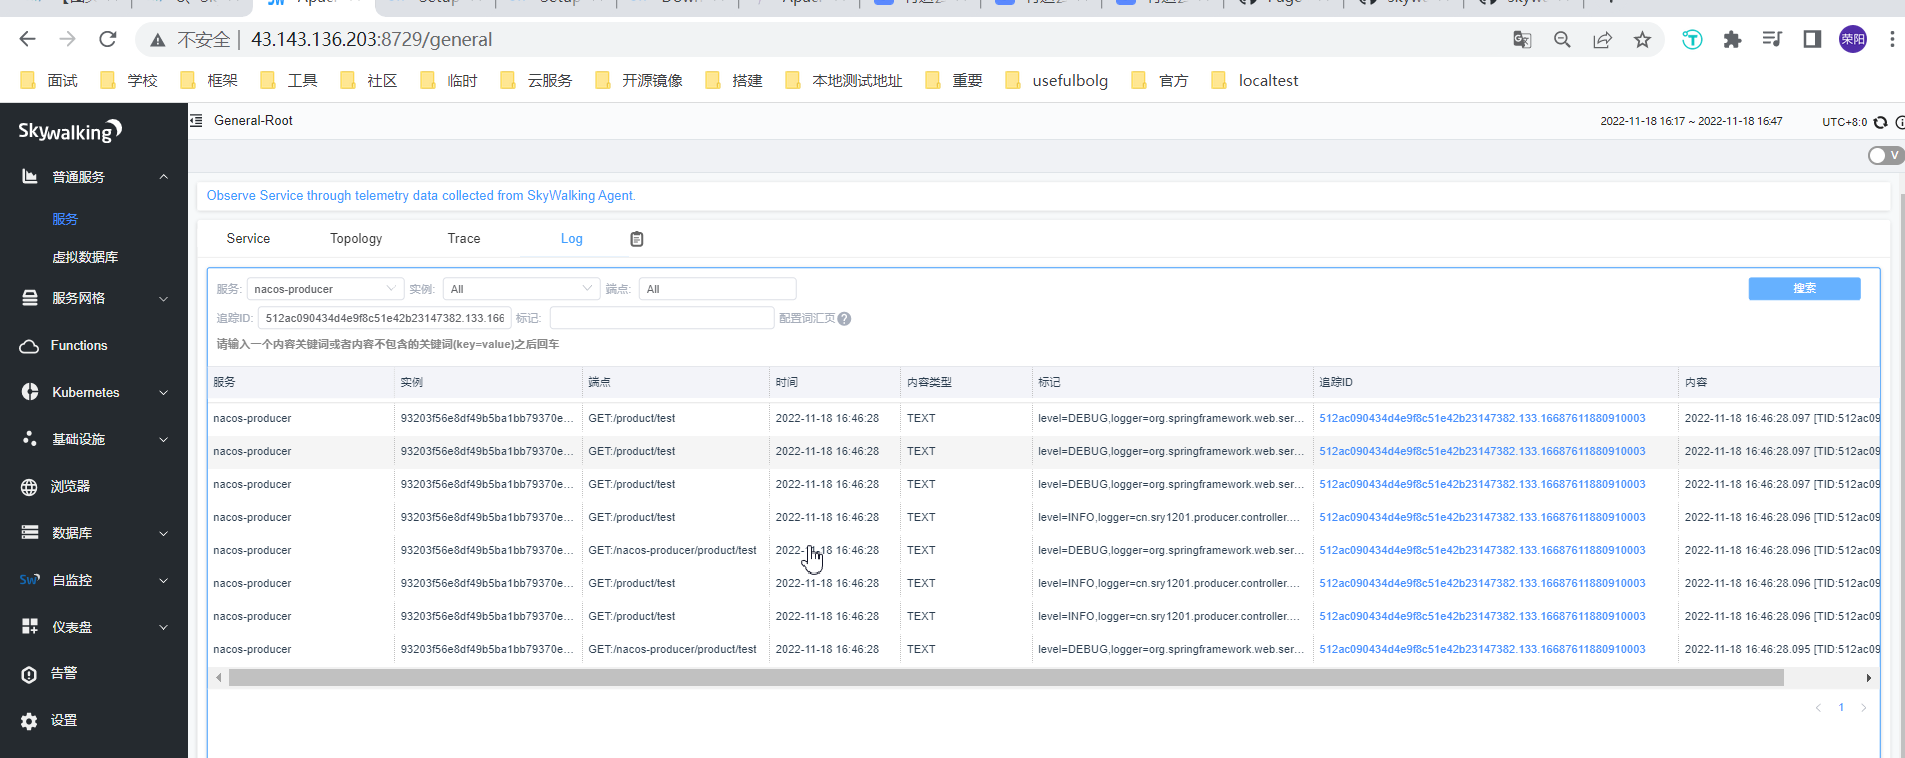 不安全 43.143.136.203:8729/general 荣阳
面试 学校 框架 工具 社区 临时 云服务 开源镜像 搭建 本地测试地址 重要 usefulbolg 官方 localtest
Skywalking
普通服务
服务
虚拟数据库
服务网格
Functions
Kubernetes
基础设施
浏览器
数据库
Sw 自监控
仪表盘
告警
设置
General-Root 2022-11-18 16:17 ~ 2022-11-18 16:47 UTC+8:0
V
Observe Service through telemetry data collected from SkyWalking Agent.
Service Topology Trace Log
服务: nacos-producer 实例: All 端点: All 搜索
追踪ID: 512ac090434d4e9f8c51e42b23147382.133.166 标记: 配置词汇页
请输入一个内容关键词或者内容不包含的关键词(key=value)之后回车
服务 实例 端点 时间 内容类型 标记 追踪ID 内容
nacos-producer 93203f56e8df49b5ba1bb79370e... GET:/product/test 2022-11-18 16:46:28 TEXT level=DEBUG,logger=org.springframework.web.ser... 512ac090434d4e9f8c51e42b23147382.133.16687611880910003 2022-11-18 16:46:28.097 [TID:512ac09
nacos-producer 93203f56e8df49b5ba1bb79370e... GET:/product/test 2022-11-18 16:46:28 TEXT level=DEBUG,logger=org.springframework.web.ser... 512ac090434d4e9f8c51e42b23147382.133.16687611880910003 2022-11-18 16:46:28.097 [TID:512ac09
nacos-producer 93203f56e8df49b5ba1bb79370e... GET:/product/test 2022-11-18 16:46:28 TEXT level=DEBUG,logger=org.springframework.web.ser... 512ac090434d4e9f8c51e42b23147382.133.16687611880910003 2022-11-18 16:46:28.097 [TID:512ac09
nacos-producer 93203f56e8df49b5ba1bb79370e... GET:/product/test 2022-11-18 16:46:28 TEXT level=INFO,logger=cn.sry1201.producer.controller.... 512ac090434d4e9f8c51e42b23147382.133.16687611880910003 2022-11-18 16:46:28.096 [TID:512ac09
nacos-producer 93203f56e8df49b5ba1bb79370e... GET:/nacos-producer/product/test 2022-11-18 16:46:28 TEXT level=DEBUG,logger=org.springframework.web.ser... 512ac090434d4e9f8c51e42b23147382.133.16687611880910003 2022-11-18 16:46:28.096 [TID:512ac09
nacos-producer 93203f56e8df49b5ba1bb79370e... GET:/product/test 2022-11-18 16:46:28 TEXT level=INFO,logger=cn.sry1201.producer.controller.... 512ac090434d4e9f8c51e42b23147382.133.16687611880910003 2022-11-18 16:46:28.096 [TID:512ac09
nacos-producer 93203f56e8df49b5ba1bb79370e... GET:/product/test 2022-11-18 16:46:28 TEXT level=INFO,logger=cn.sry1201.producer.controller.... 512ac090434d4e9f8c51e42b23147382.133.16687611880910003 2022-11-18 16:46:28.096 [TID:512ac09
nacos-producer 93203f56e8df49b5ba1bb79370e... GET:/nacos-producer/product/test 2022-11-18 16:46:28 TEXT level=DEBUG,logger=org.springframework.web.ser... 512ac090434d4e9f8c51e42b23147382.133.16687611880910003 2022-11-18 16:46:28.095 [TID:512ac09
1